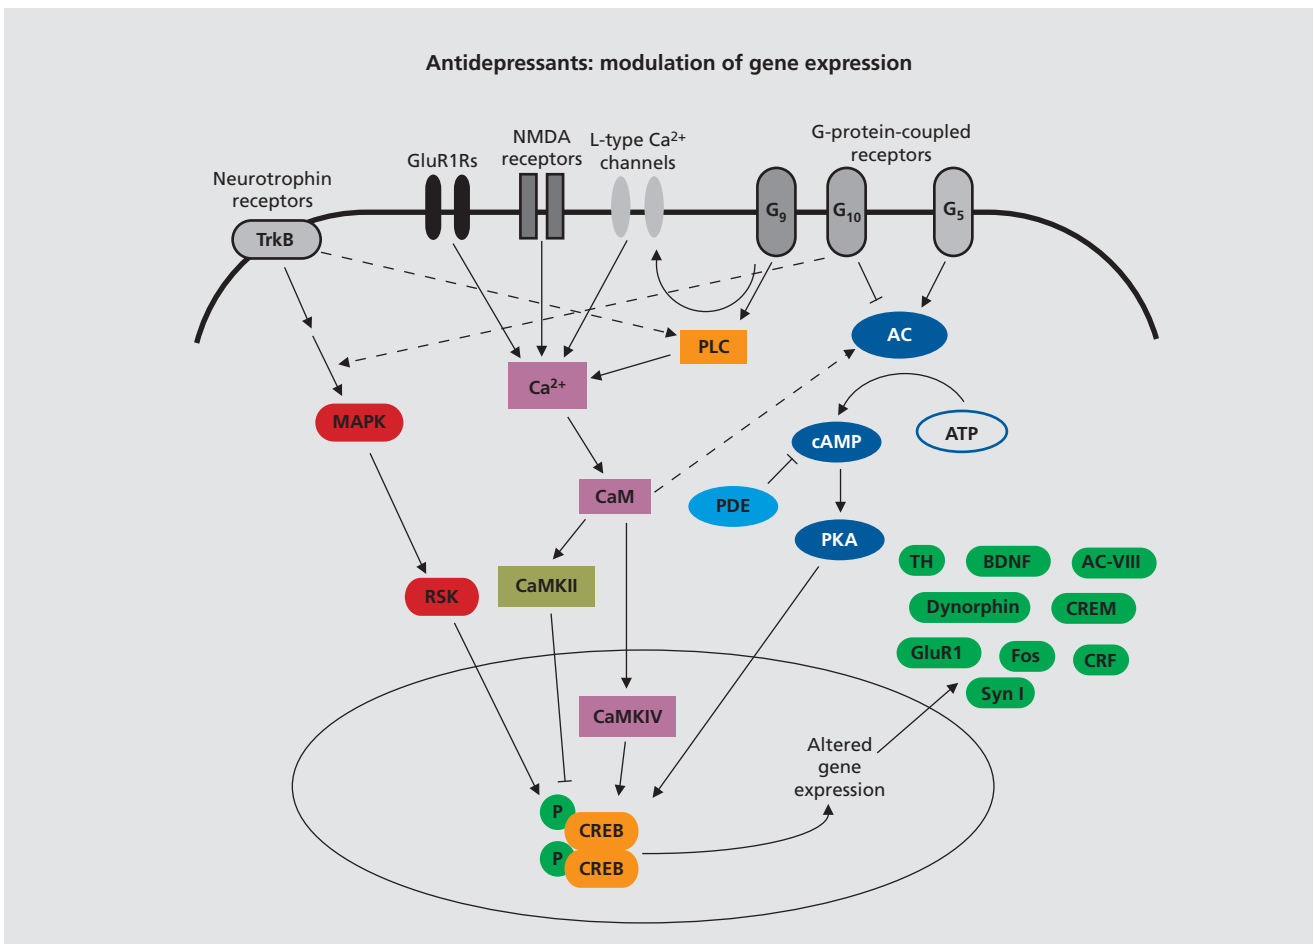 Antidepressants: modulation of gene expression
Neurotrophin
receptors
GluR1Rs
NMDA
receptors
L-type Ca²⁺
channels
G-protein-coupled
receptors
TrkB
G₉
G₁₀
G₅
PLC
AC
Ca²⁺
MAPK
cAMP
ATP
CaM
PDE
PKA
RSK
CaMKII
TH
BDNF
AC-VIII
Dynorphin
CREM
GluR1
Fos
CRF
Syn I
CaMKIV
Altered
gene
expression
P
CREB
P
CREB